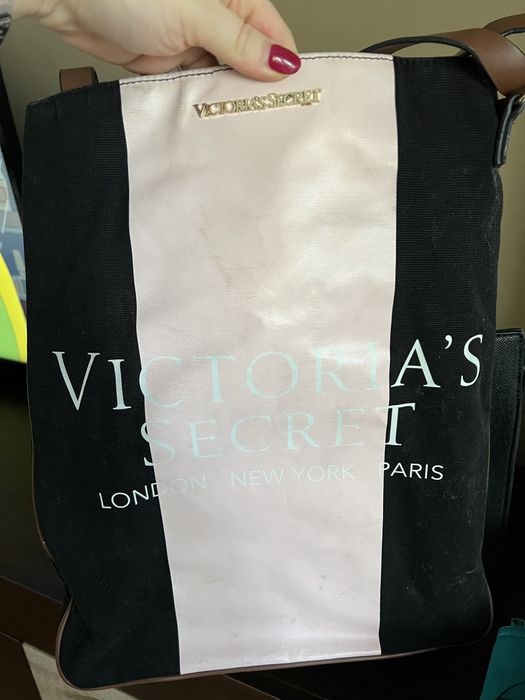 VICTORIA'S SECRET
VICTORIA'S
SECRET
LONDON NEW YORK PARIS